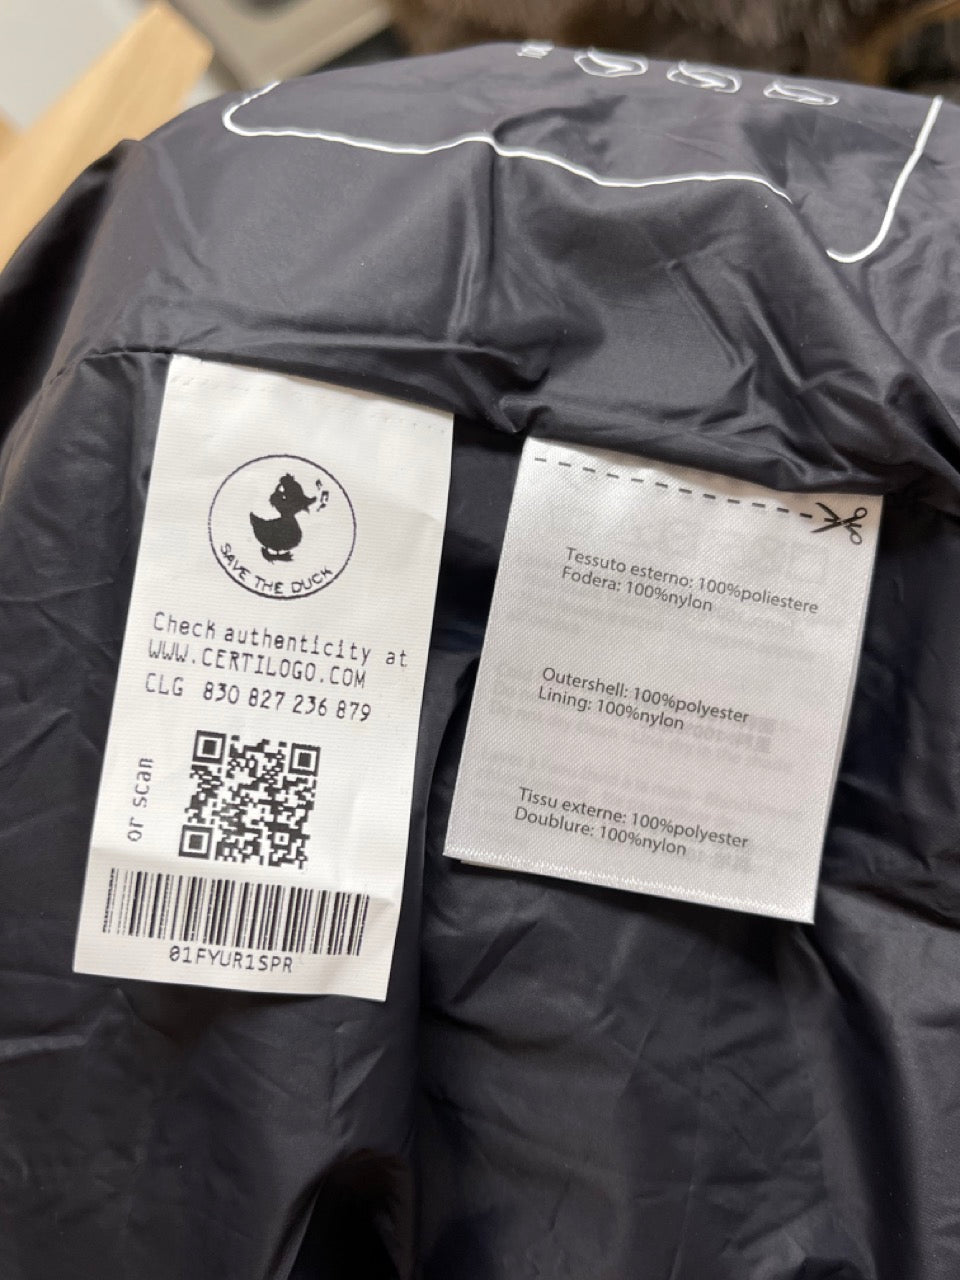 SAVE THE DUCK
Check authenticity at
WWW.CERTILOGO.COM
CLG 830 827 236 879
or scan
01FYUR1SPR
Tessuto esterno: 100%poliestere
Fodera: 100%nylon
Outershell: 100%polyester
Lining: 100%nylon
Tissu externe: 100%polyester
Doublure: 100%nylon